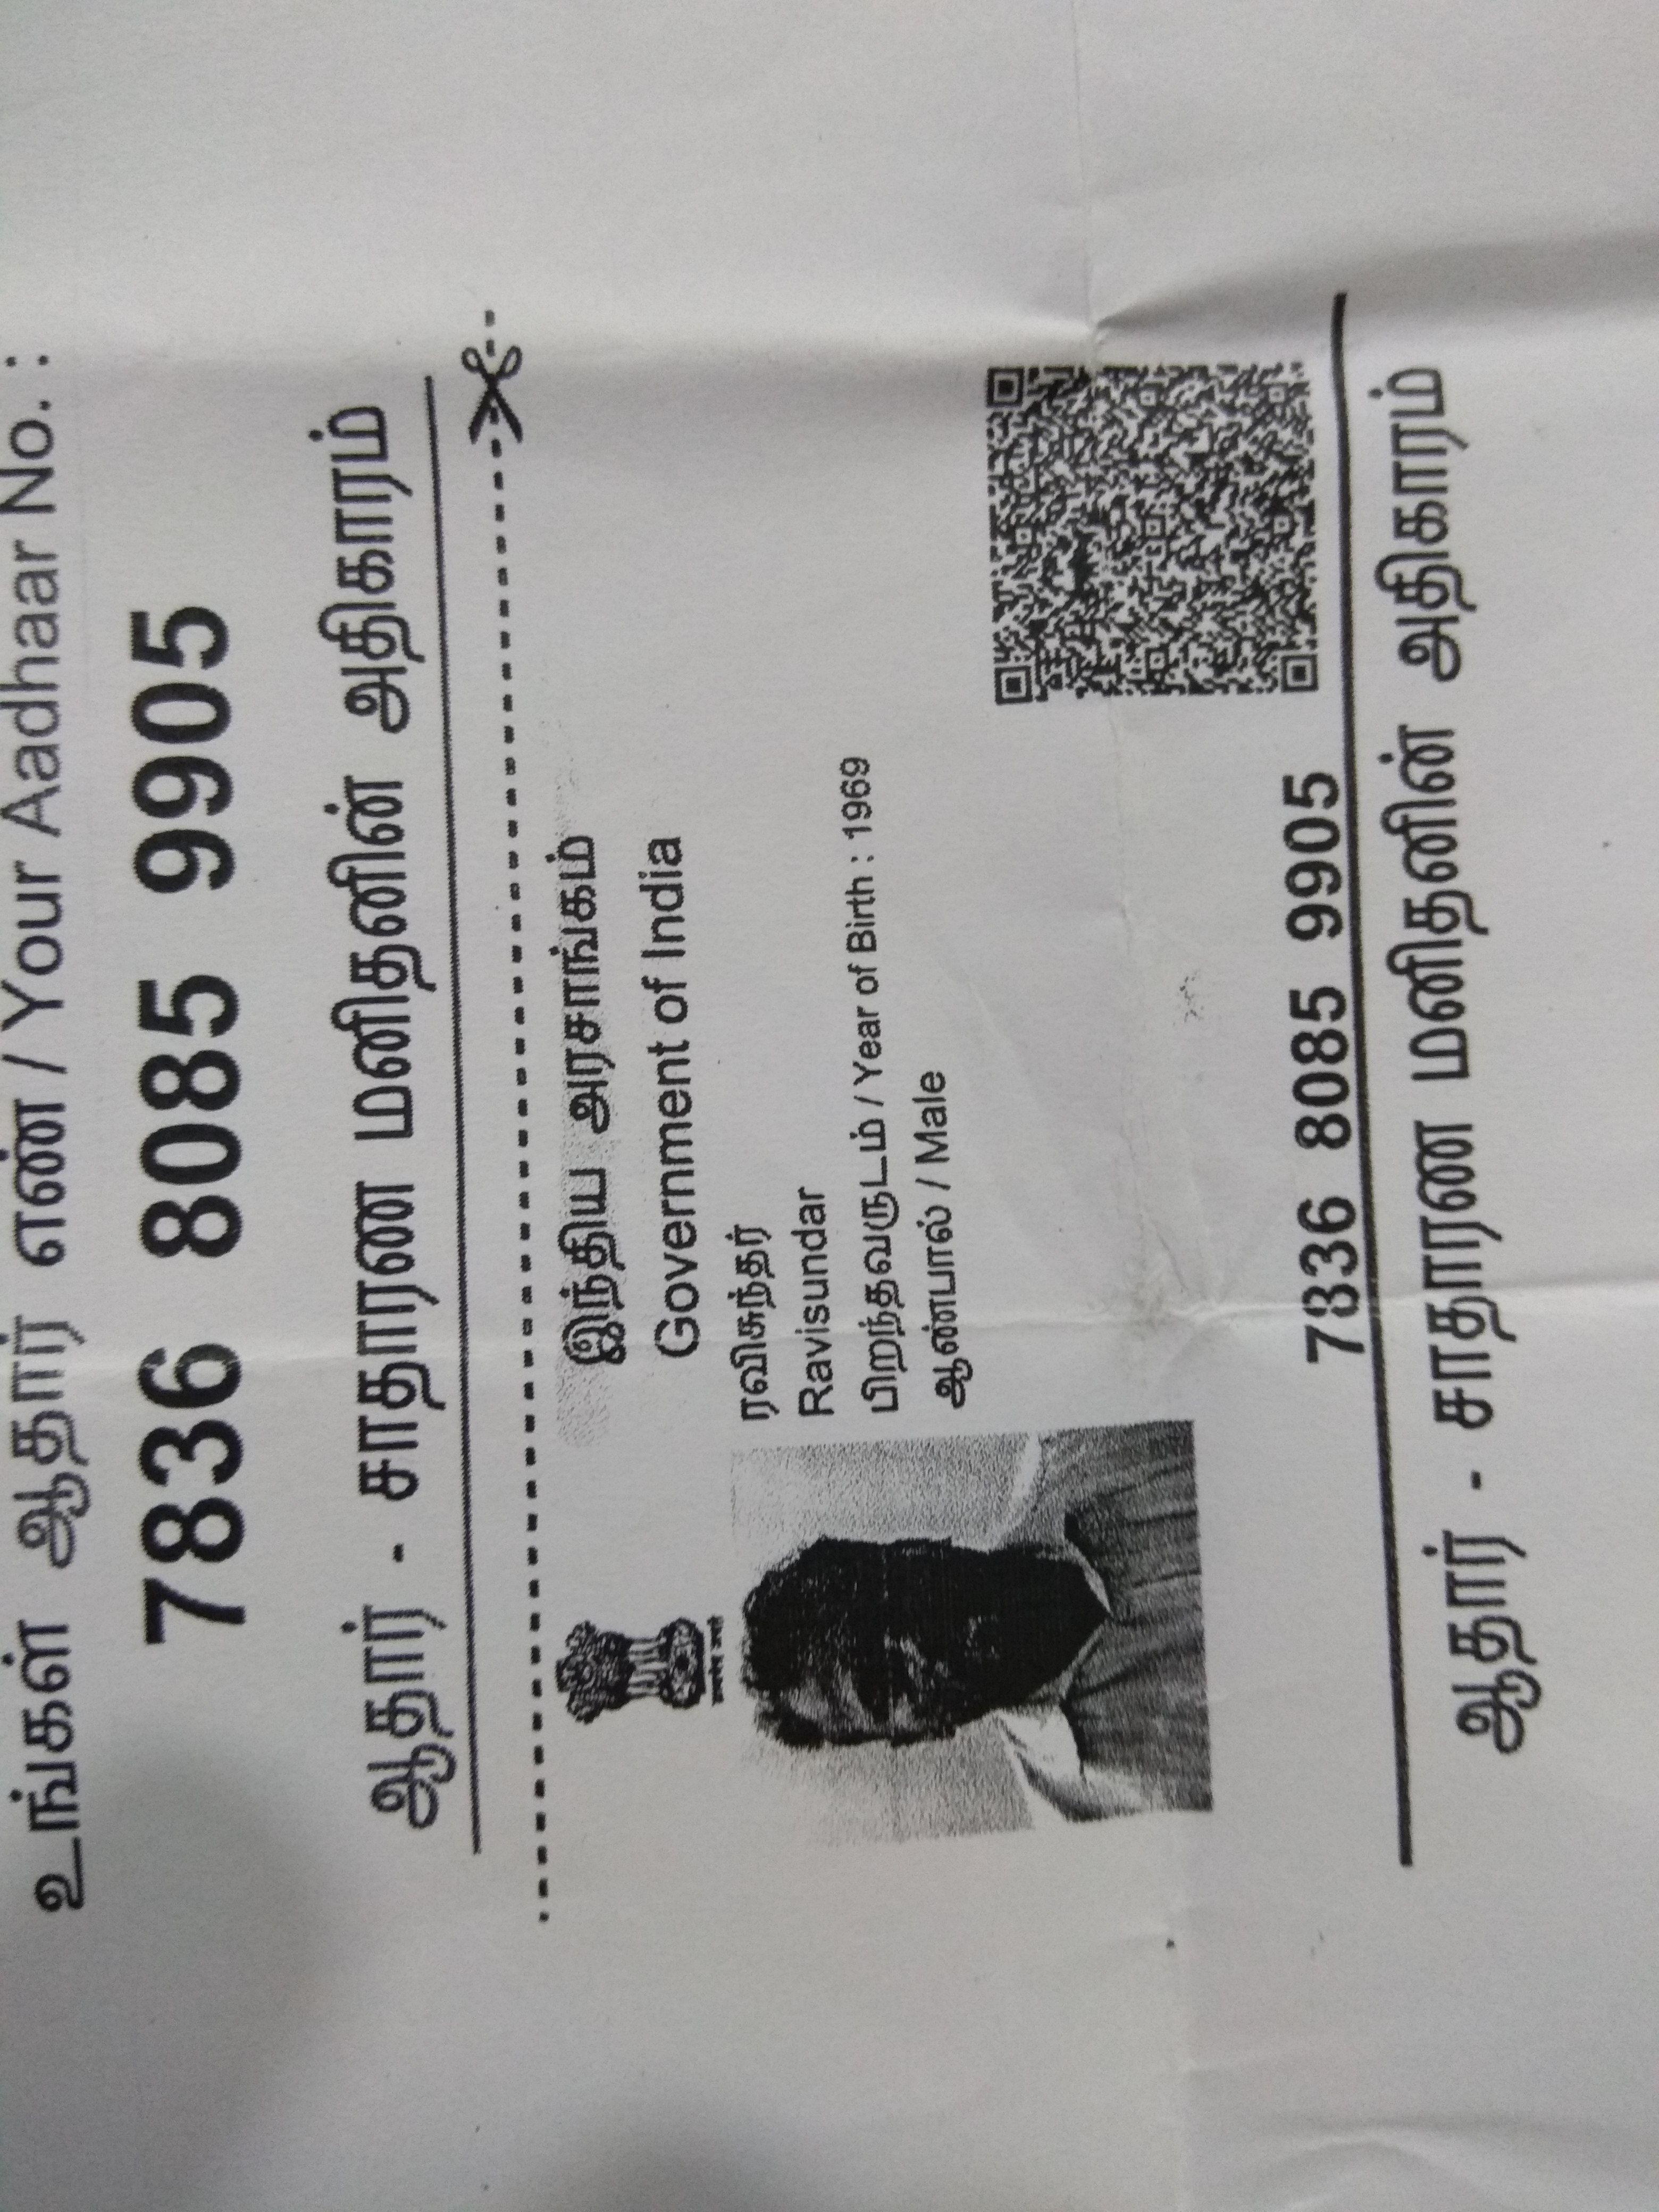 உங்கள் ஆதார் எண் / Your Aadhaar No. :
7836 8085 9905
ஆதார் - சாதாரண மனிதனின் அதிகாரம்
இந்திய அரசாங்கம்
Government of India
ரவிசுந்தர்
Ravisundar
பிறந்தவருடம் / Year of Birth : 1969
ஆண்பால் / Male
7836 8085 9905
ஆதார் - சாதாரண மனிதனின் அதிகாரம்